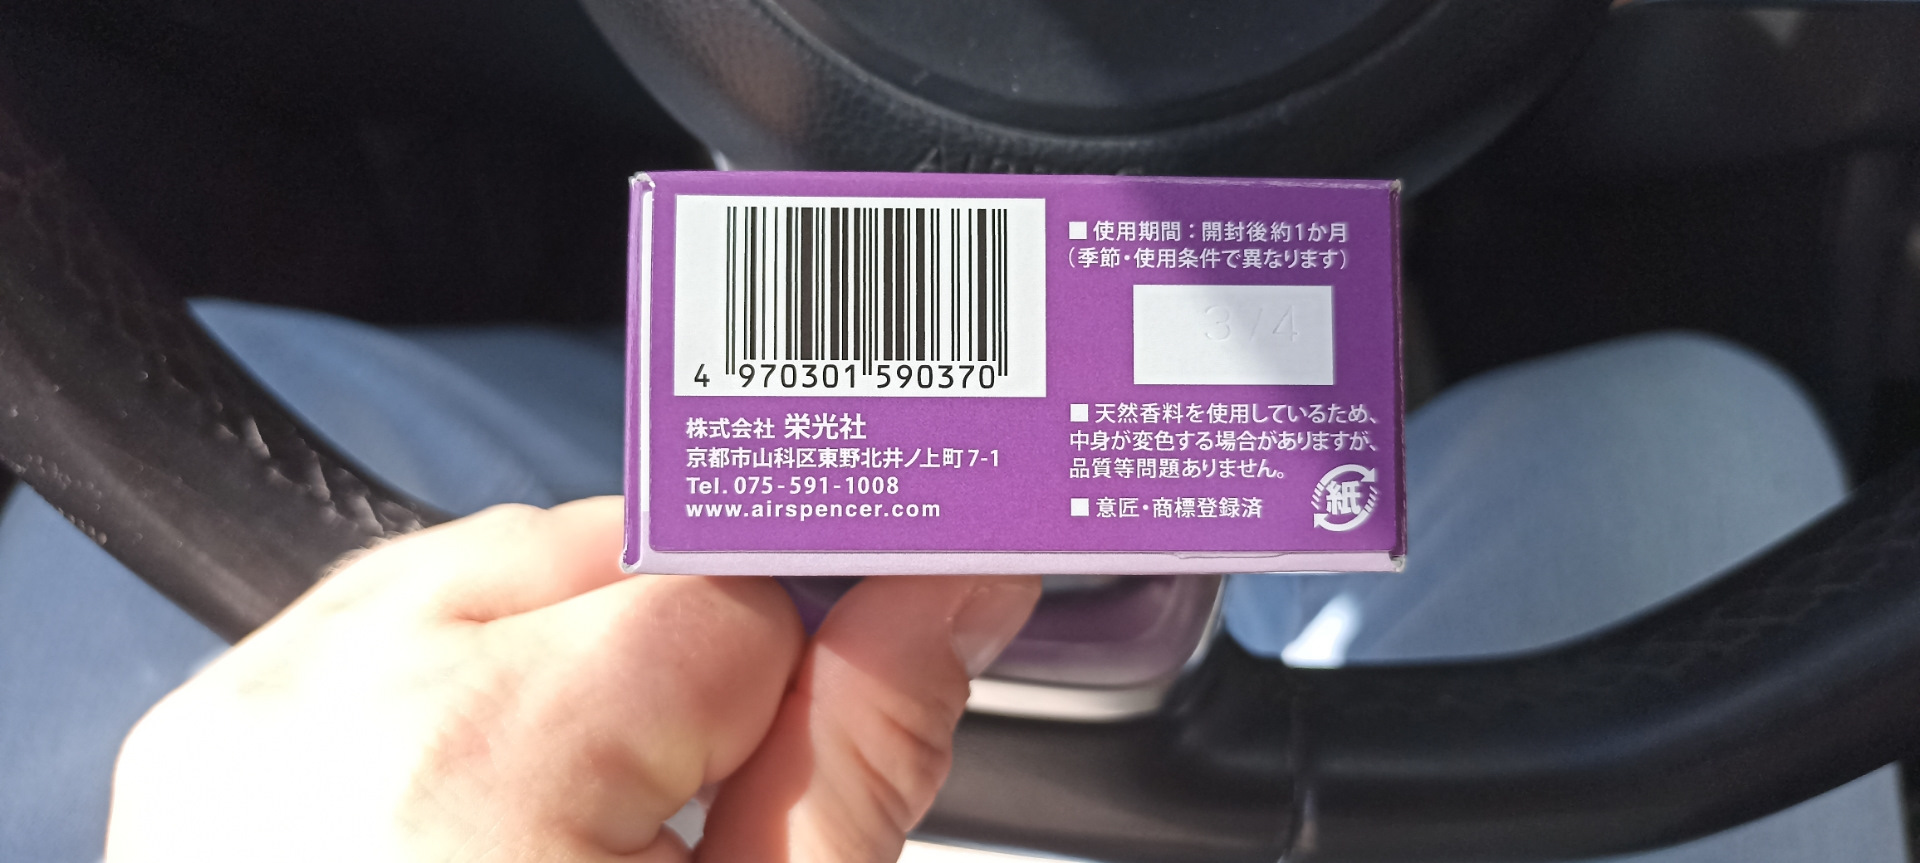 4 970301 590370
株式会社 栄光社
京都市山科区東野北井ノ上町7-1
Tel. 075-591-1008
www.airspencer.com
■使用期間:開封後約1か月
(季節・使用条件で異なります)
3/4
■天然香料を使用しているため、
中身が変色する場合がありますが、
品質等問題ありません。
■意匠・商標登録済
紙